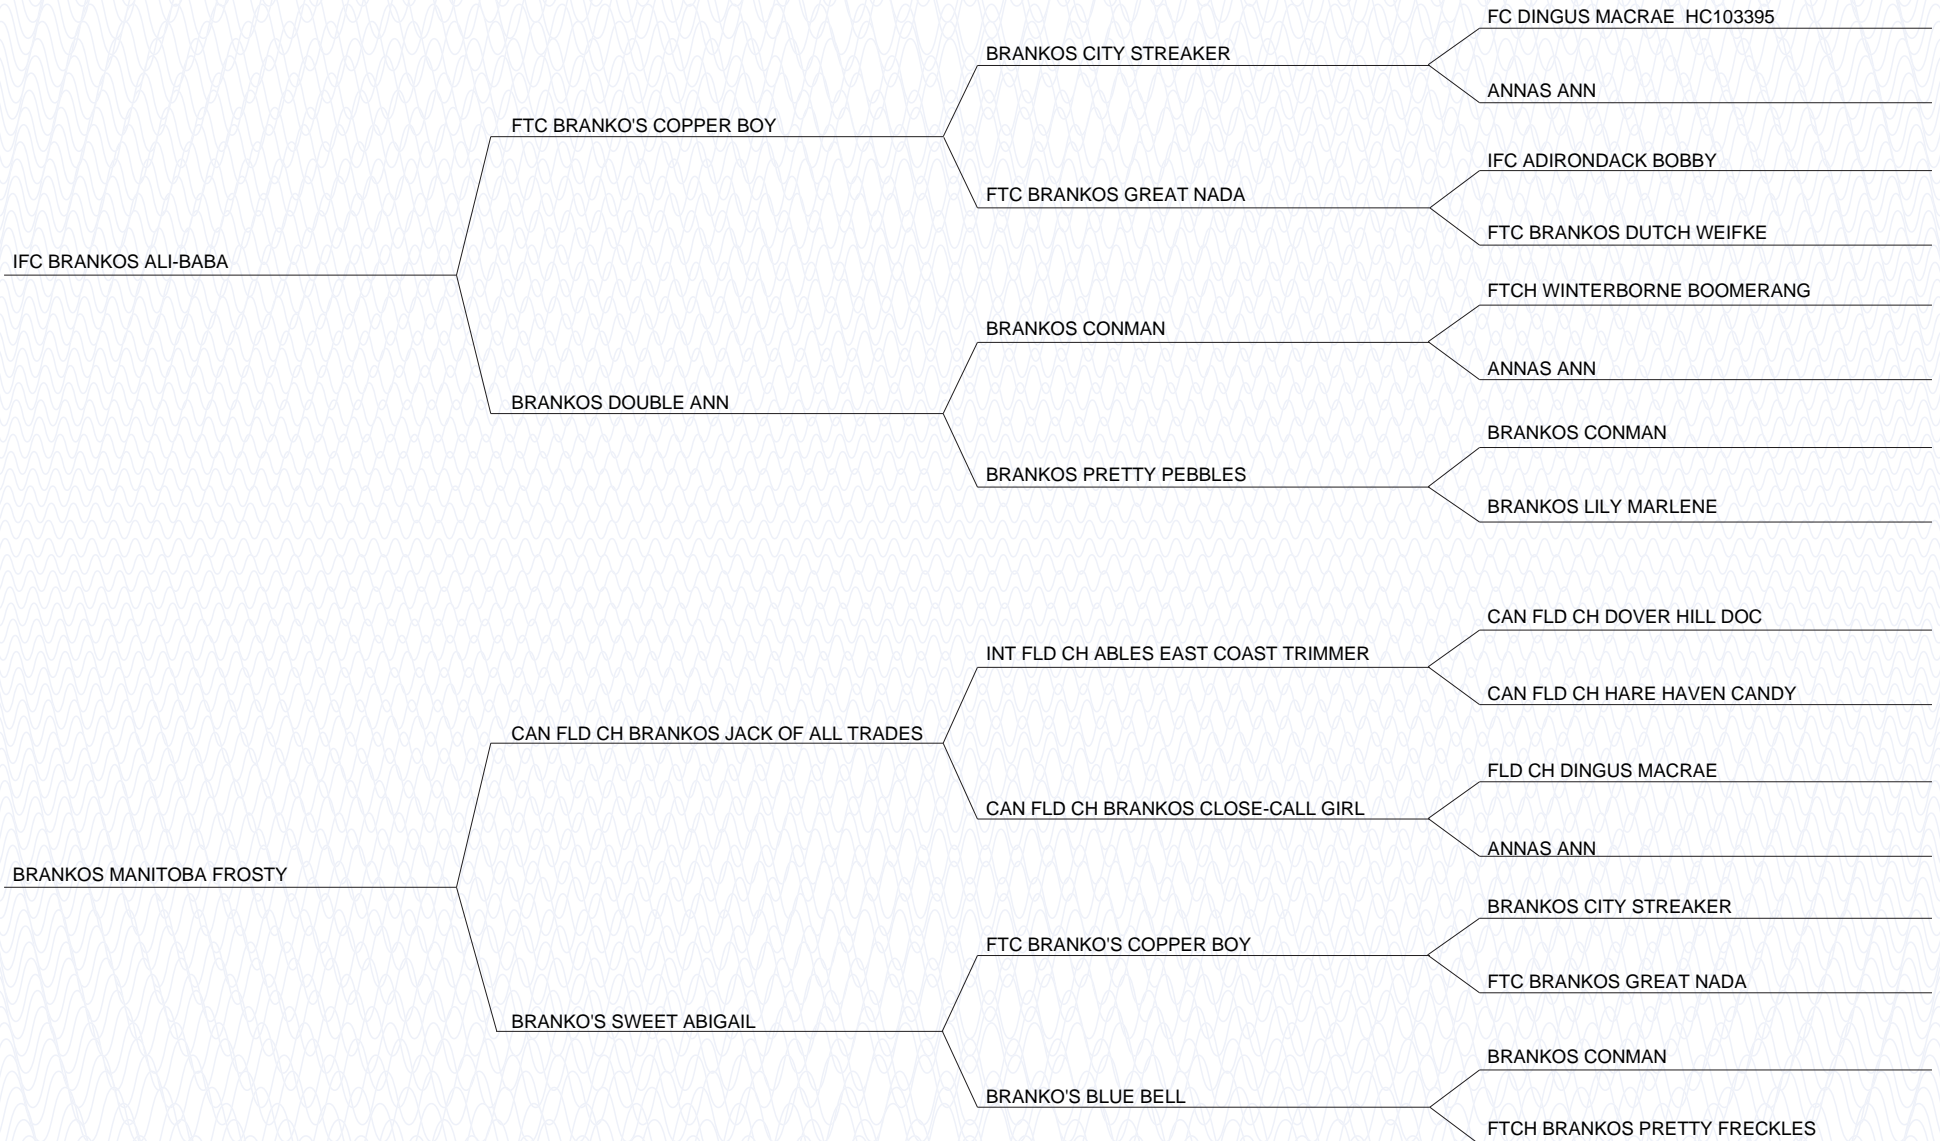 FC DINGUS MACRAE  HC103395
BRANKOS CITY STREAKER
ANNAS ANN
FTC BRANKO'S COPPER BOY
IFC ADIRONDACK BOBBY
FTC BRANKOS GREAT NADA
FTC BRANKOS DUTCH WEIFKE
IFC BRANKOS ALI-BABA
FTCH WINTERBORNE BOOMERANG
BRANKOS CONMAN
ANNAS ANN
BRANKOS DOUBLE ANN
BRANKOS CONMAN
BRANKOS PRETTY PEBBLES
BRANKOS LILY MARLENE
CAN FLD CH DOVER HILL DOC
INT FLD CH ABLES EAST COAST TRIMMER
CAN FLD CH HARE HAVEN CANDY
CAN FLD CH BRANKOS JACK OF ALL TRADES
FLD CH DINGUS MACRAE
CAN FLD CH BRANKOS CLOSE-CALL GIRL
ANNAS ANN
BRANKOS MANITOBA FROSTY
BRANKOS CITY STREAKER
FTC BRANKO'S COPPER BOY
FTC BRANKOS GREAT NADA
BRANKO'S SWEET ABIGAIL
BRANKOS CONMAN
BRANKO'S BLUE BELL
FTCH BRANKOS PRETTY FRECKLES